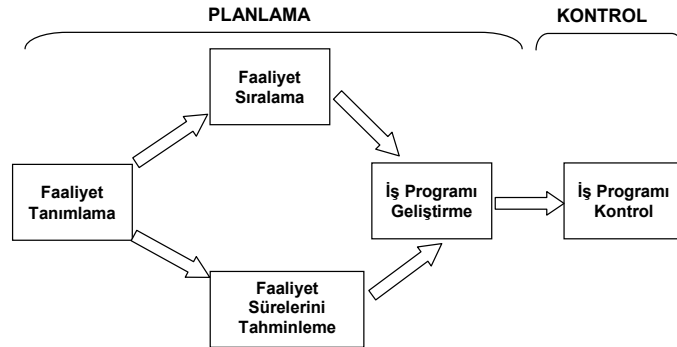 PLANLAMA
KONTROL
Faaliyet
Sıralama
Faaliyet
Tanımlama
İş Programı
Geliştirme
İş Programı
Kontrol
Faaliyet
Sürelerini
Tahminleme